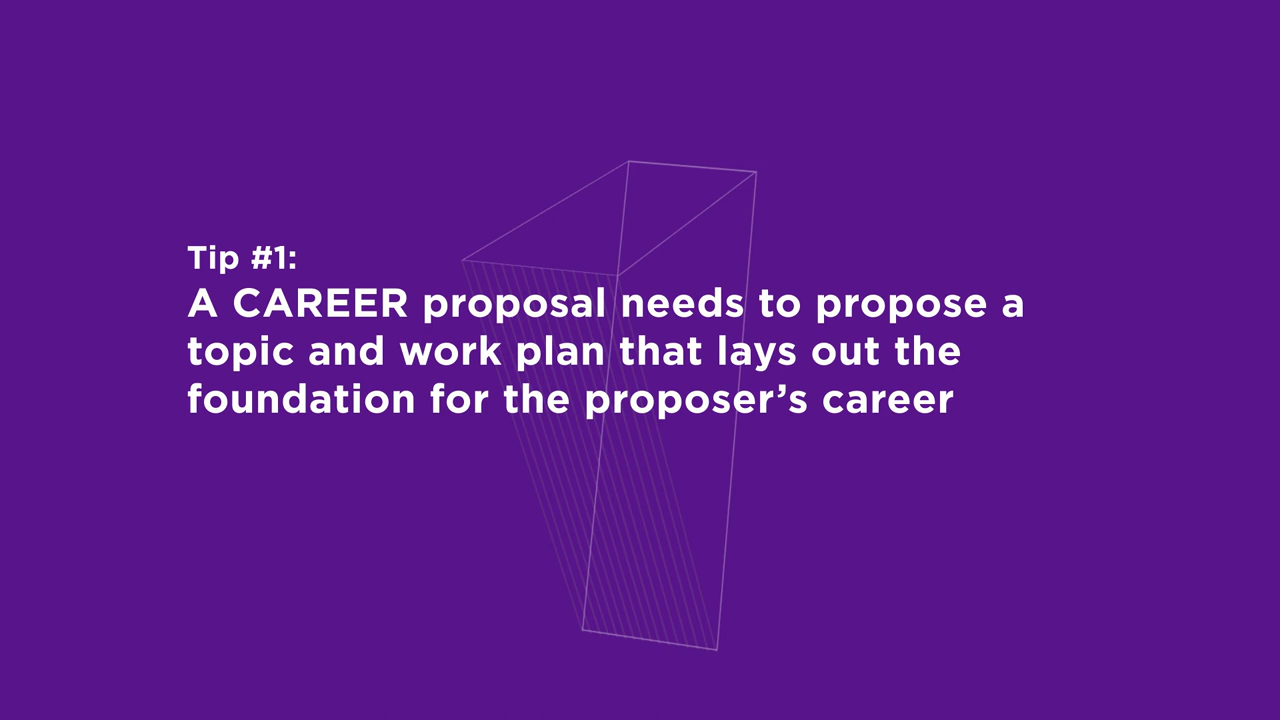 Tip #1:
A CAREER proposal needs to propose a
topic and work plan that lays out the
foundation for the proposer’s career